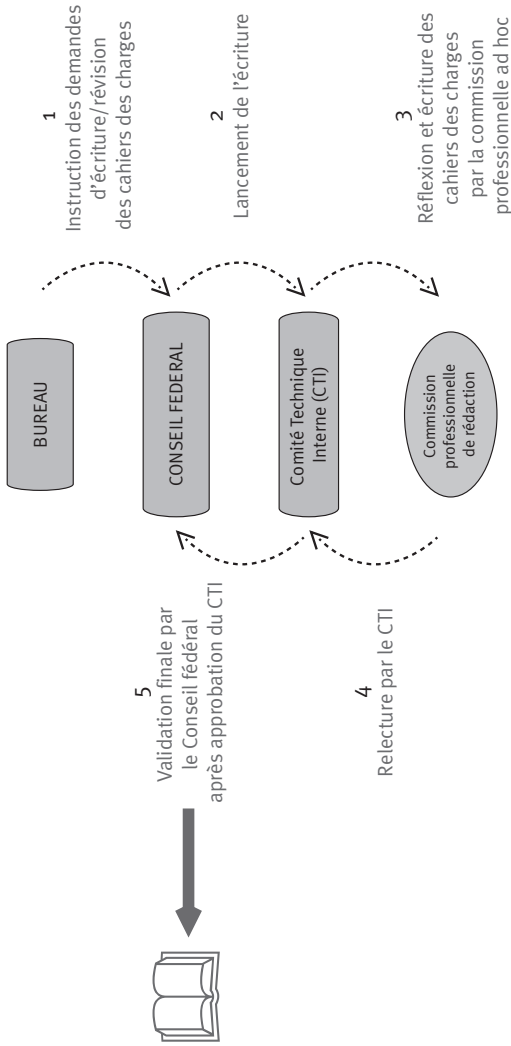 BUREAU
1
Instruction des demandes
d'écriture/révision
des cahiers des charges
CONSEIL FEDERAL
2
Lancement de l'écriture
Comité Technique
Interne (CTI)
3
Réflexion et écriture des
cahiers des charges
par la commission
professionnelle ad hoc
Commission
professionnelle
de rédaction
4
Relecture par le CTI
5
Validation finale par
le Conseil fédéral
après approbation du CTI